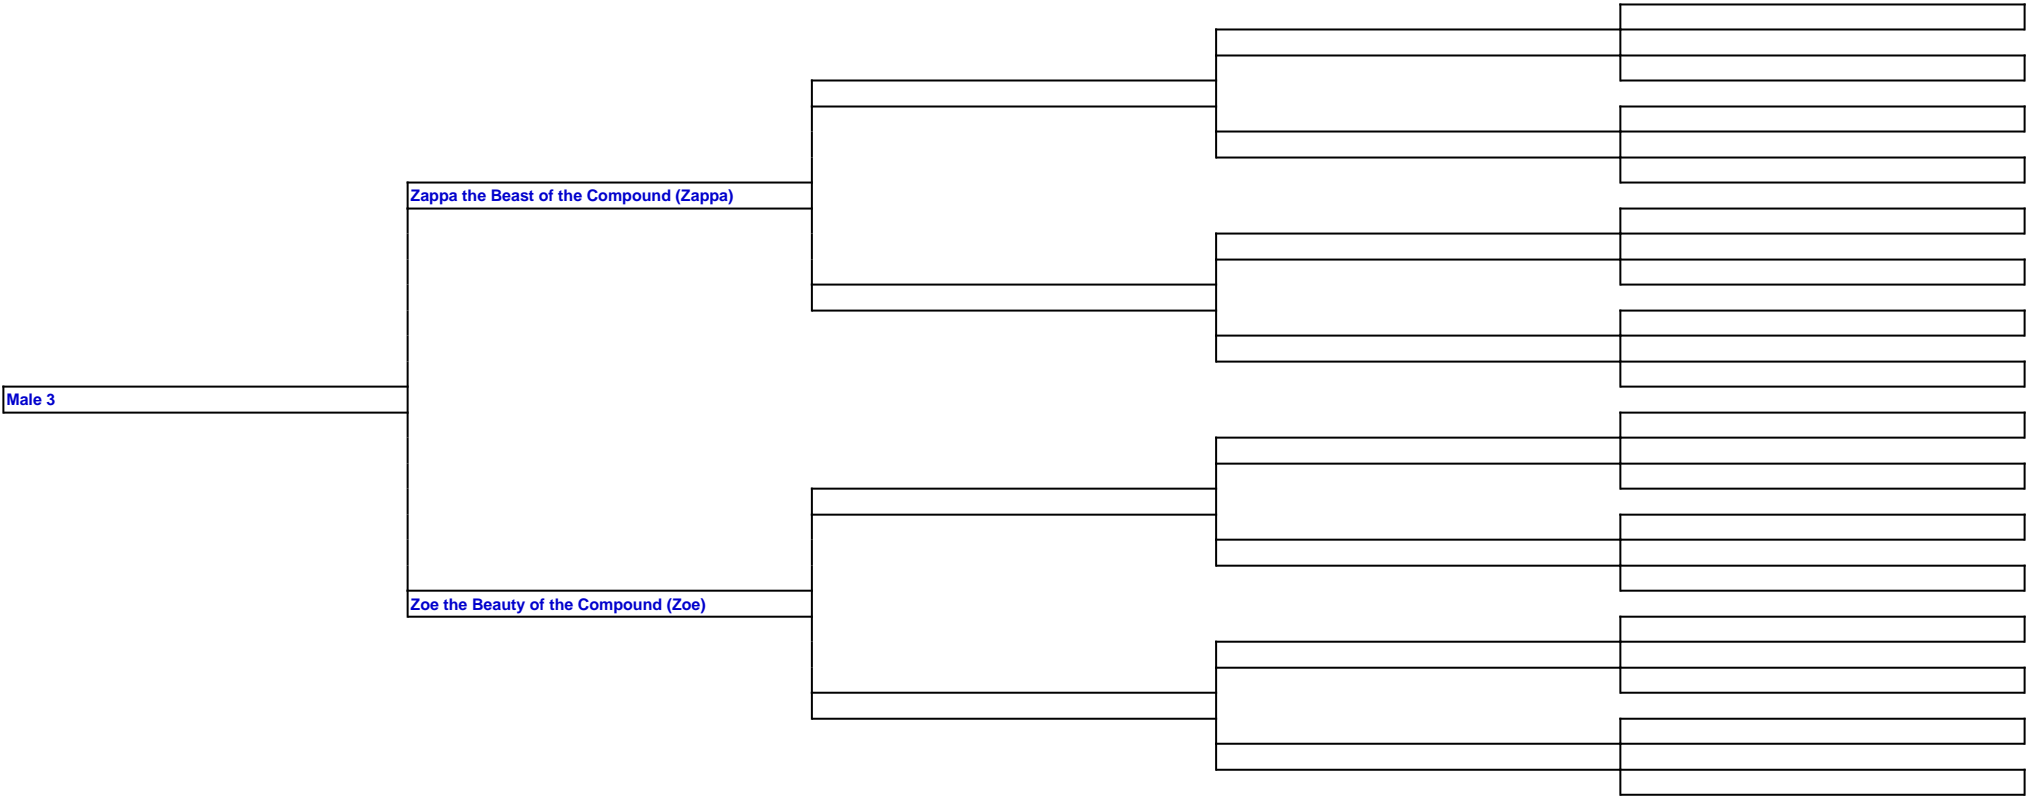 Zappa the Beast of the Compound (Zappa)
Male 3
Zoe the Beauty of the Compound (Zoe)